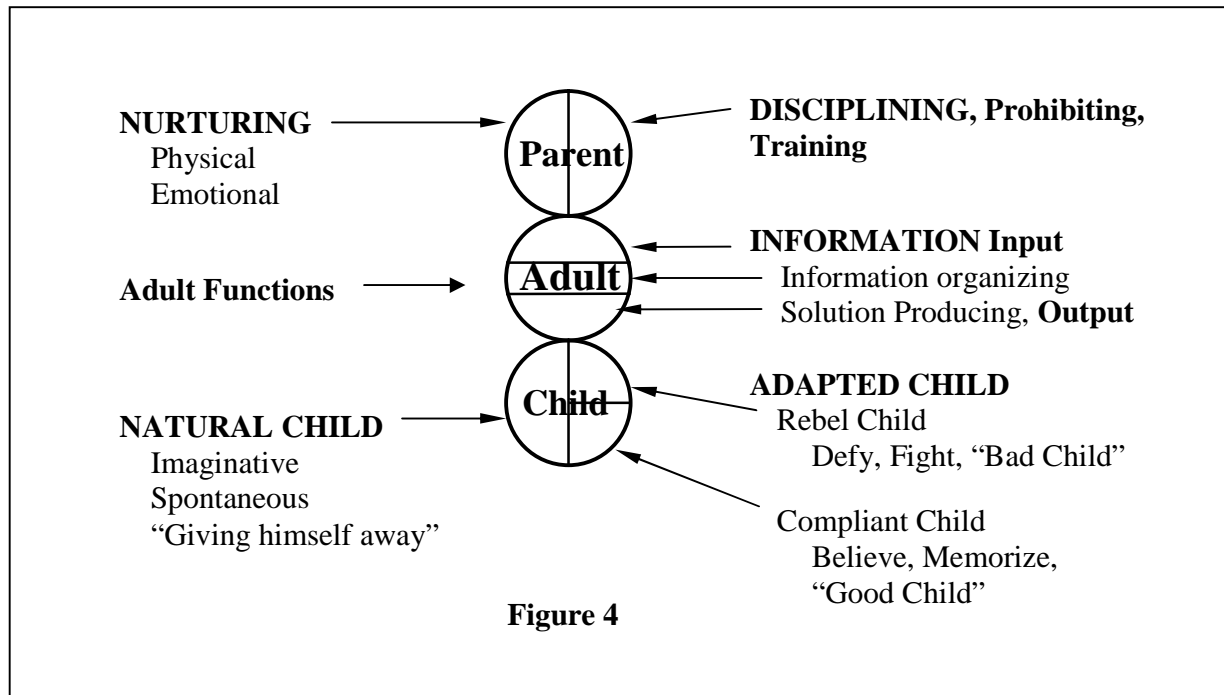 NURTURING
Physical
Emotional
Parent
DISCIPLINING, Prohibiting,
Training
Adult Functions
Adult
INFORMATION Input
Information organizing
Solution Producing, Output
NATURAL CHILD
Imaginative
Spontaneous
“Giving himself away”
Child
ADAPTED CHILD
Rebel Child
Defy, Fight, “Bad Child”
Compliant Child
Believe, Memorize,
“Good Child”
Figure 4